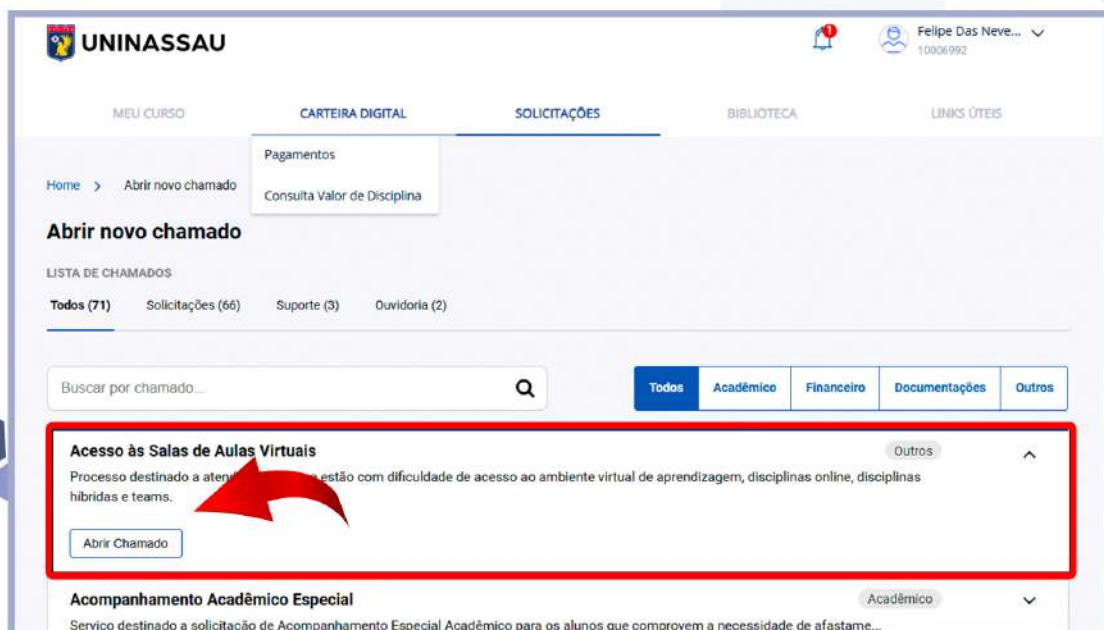 UNINASSAU
1
Felipe Das Neve...
10006992
MEU CURSO
CARTEIRA DIGITAL
SOLICITAÇÕES
BIBLIOTECA
LINKS ÚTEIS
Pagamentos
Consulta Valor de Disciplina
Home > Abrir novo chamado
Abrir novo chamado
LISTA DE CHAMADOS
Todos (71) Solicitações (66) Suporte (3) Ouvidoria (2)
Buscar por chamado...
Todos Acadêmico Financeiro Documentações Outros
Acesso às Salas de Aulas Virtuais Outros
Processo destinado a estão com dificuldade de acesso ao ambiente virtual de aprendizagem, disciplinas online, disciplinas
híbridas e teams.
Abrir Chamado
Acompanhamento Acadêmico Especial Acadêmico
Serviço destinado a solicitação de Acompanhamento Especial Acadêmico para os alunos que comprovem a necessidade de afastame...